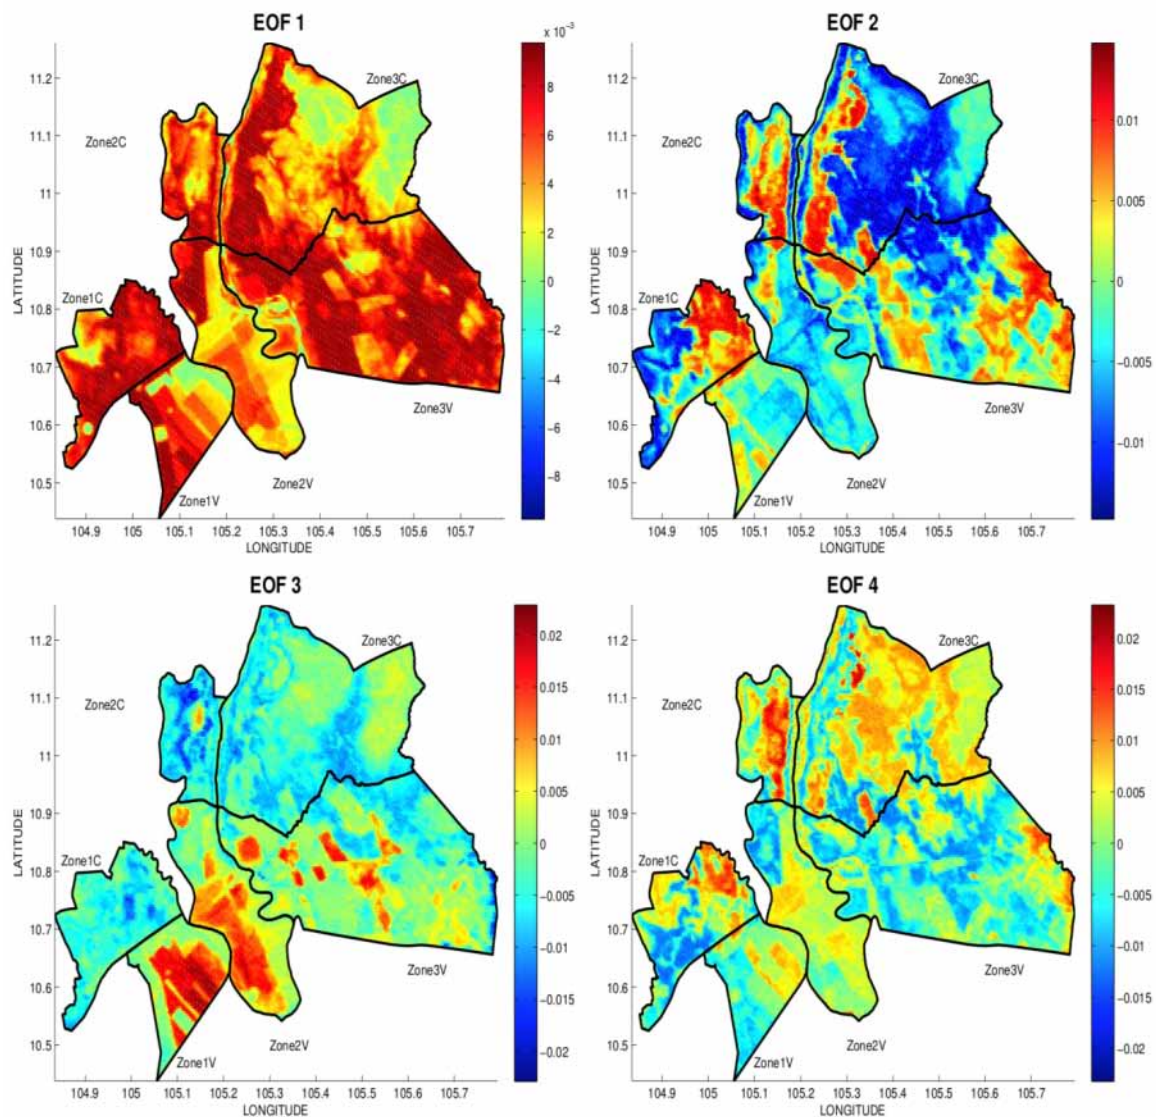 EOF 1
x 10⁻³
11.2
11.1
11
10.9
10.8
10.7
10.6
10.5
LATITUDE
104.9 105 105.1 105.2 105.3 105.4 105.5 105.6 105.7
LONGITUDE
Zone3C
Zone2C
Zone1C
Zone3V
Zone2V
Zone1V
8
6
4
2
0
−2
−4
−6
−8
EOF 2
11.2
11.1
11
10.9
10.8
10.7
10.6
10.5
LATITUDE
104.9 105 105.1 105.2 105.3 105.4 105.5 105.6 105.7
LONGITUDE
Zone3C
Zone2C
Zone1C
Zone3V
Zone2V
Zone1V
0.01
0.005
0
−0.005
−0.01
EOF 3
11.2
11.1
11
10.9
10.8
10.7
10.6
10.5
LATITUDE
104.9 105 105.1 105.2 105.3 105.4 105.5 105.6 105.7
LONGITUDE
Zone3C
Zone2C
Zone1C
Zone3V
Zone2V
Zone1V
0.02
0.015
0.01
0.005
0
−0.005
−0.01
−0.015
−0.02
EOF 4
11.2
11.1
11
10.9
10.8
10.7
10.6
10.5
LATITUDE
104.9 105 105.1 105.2 105.3 105.4 105.5 105.6 105.7
LONGITUDE
Zone3C
Zone2C
Zone1C
Zone3V
Zone2V
Zone1V
0.02
0.015
0.01
0.005
0
−0.005
−0.01
−0.015
−0.02